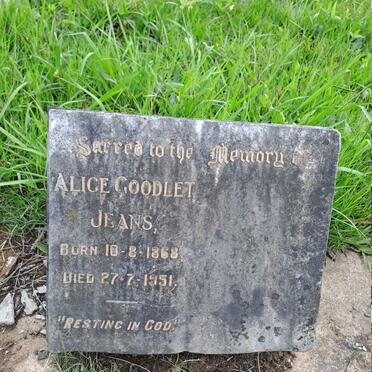 Sacred to the Memory of
ALICE GOODLET
JEANS,
BORN 10-8-1868,
DIED 27-7-1951.
"RESTING IN GOD."